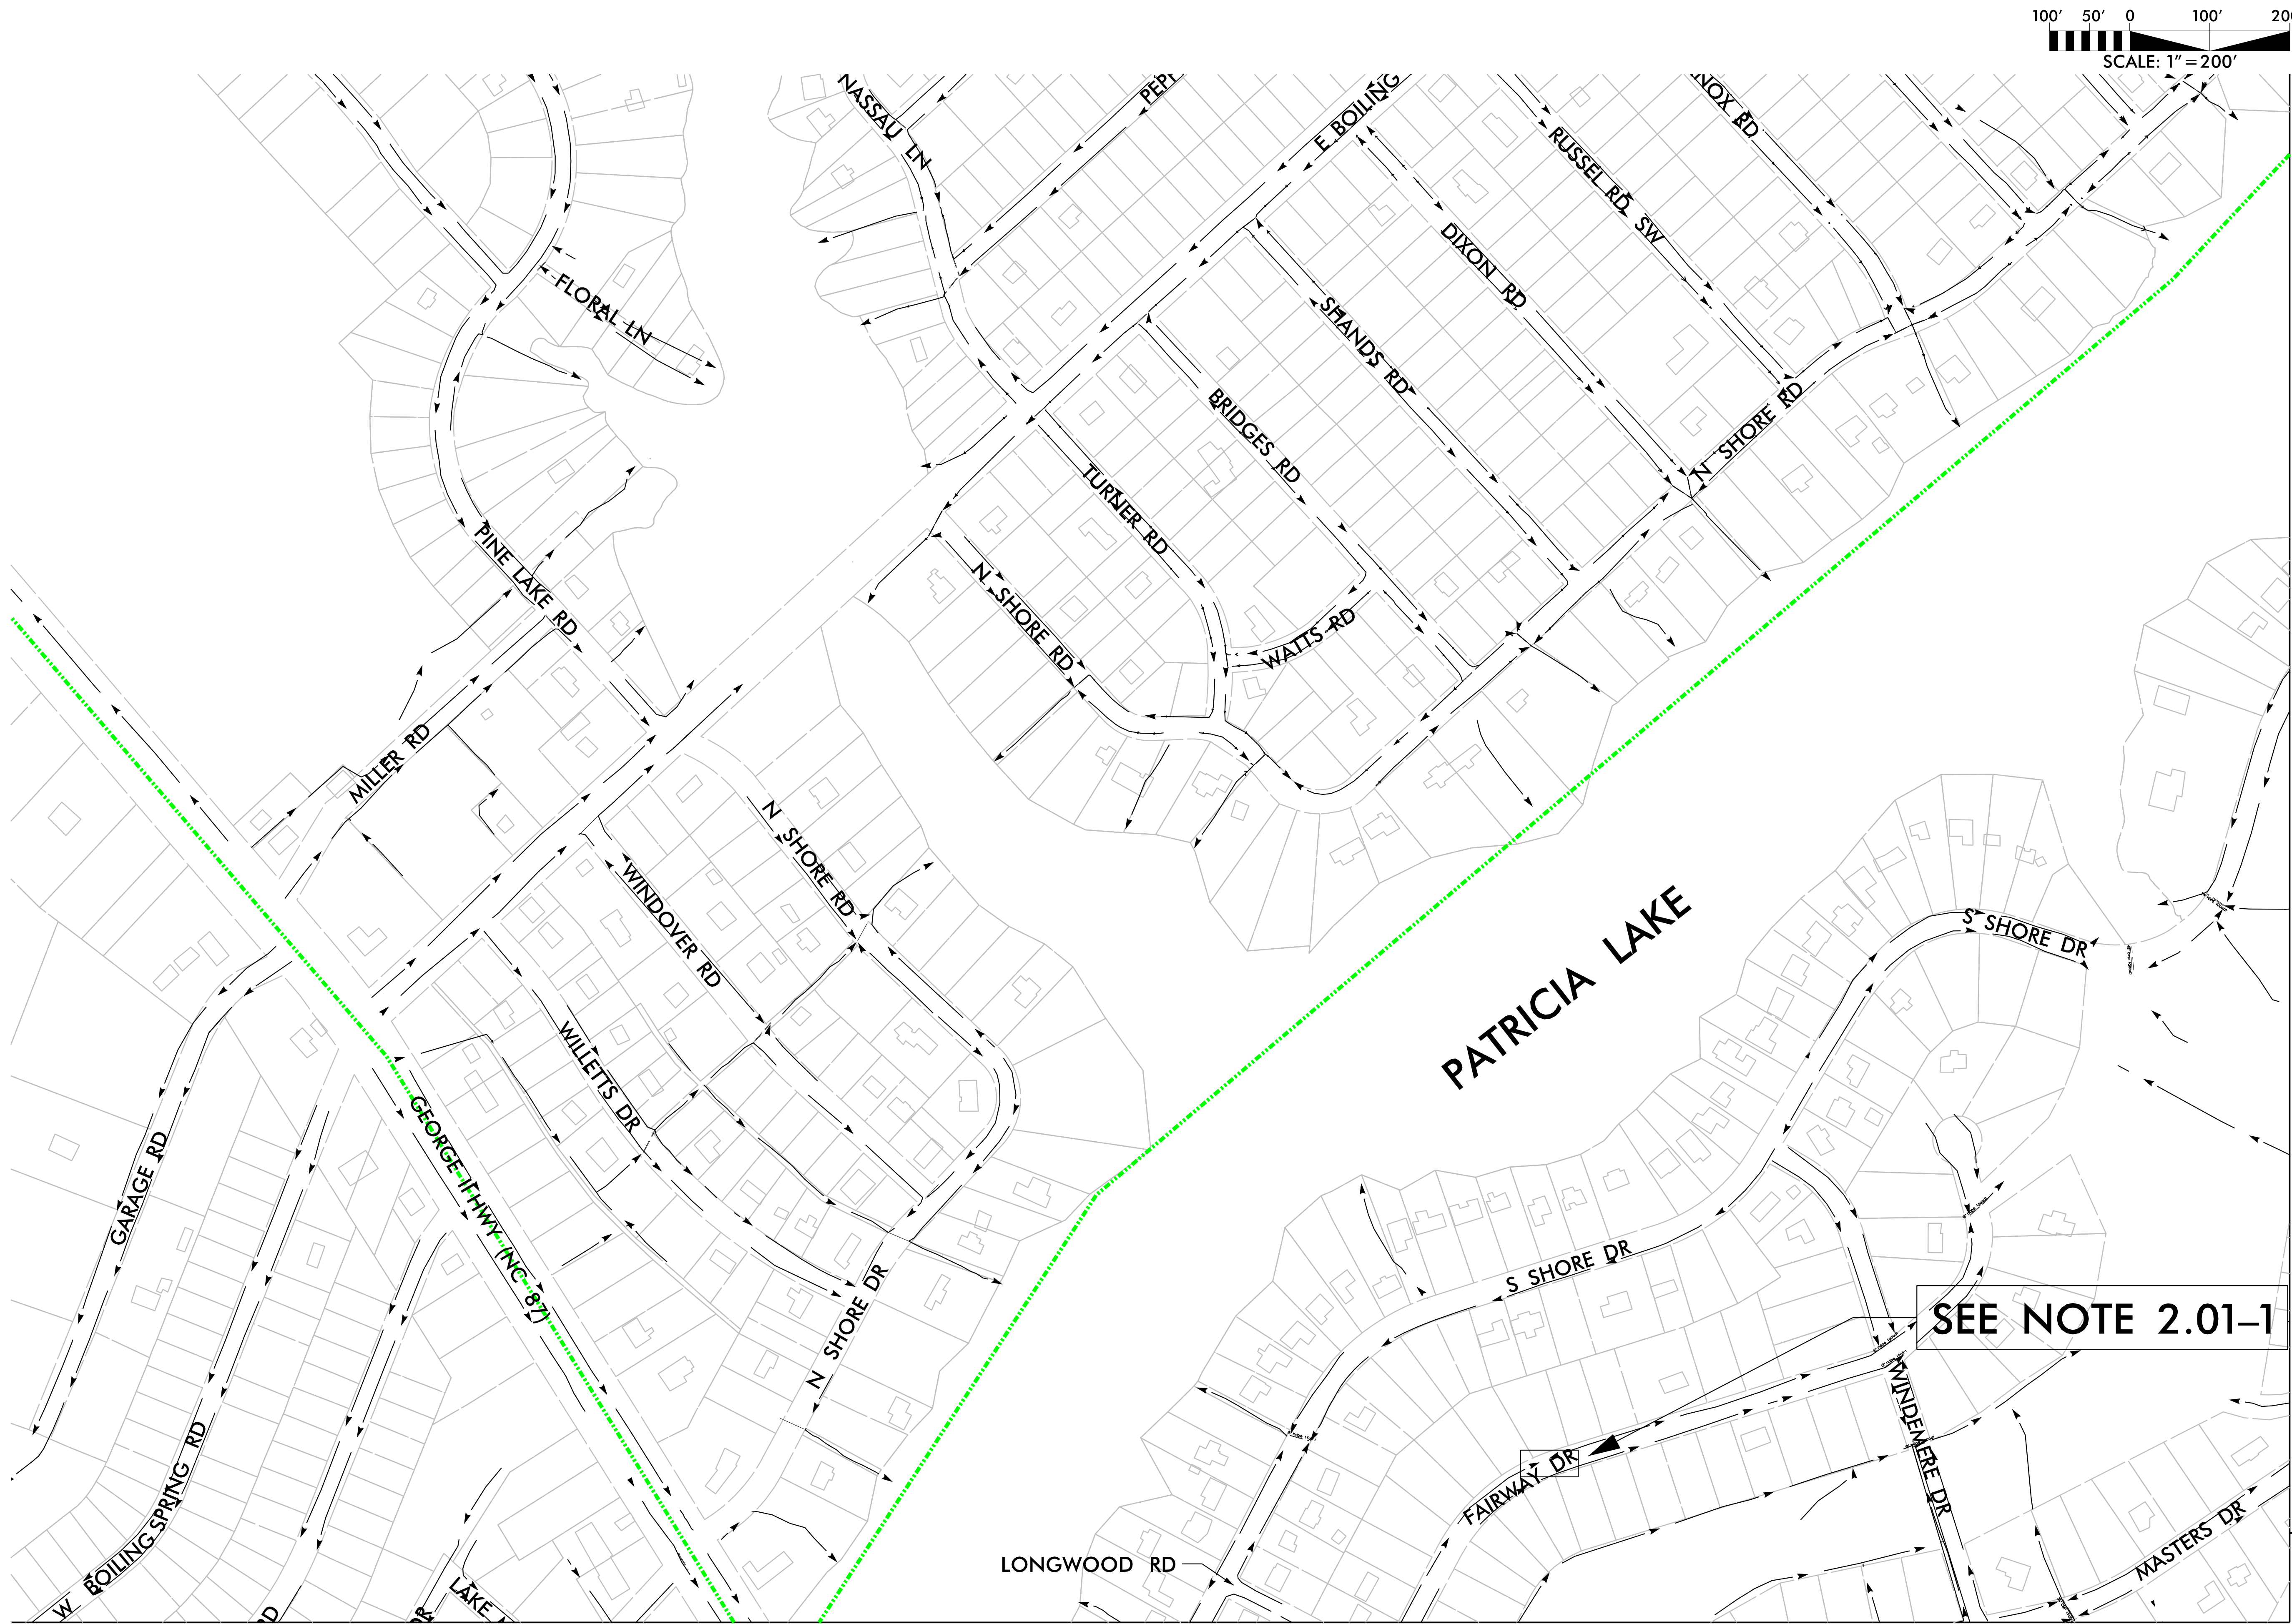 100' 50' 0 100' 20
SCALE: 1"=200'
NASSAU LN
E BOILING
RUSSEL RD SW
NOX RD
DIXON RD
FLORAL LN
SHANDS RD
BRIDGES RD
N SHORE RD
TURNER RD
PINE LAKE RD
N SHORE RD
WATTS RD
MILLER RD
N SHORE RD
WINDOVER RD
PATRICIA LAKE
S SHORE DR
WILLETTS DR
GEORGE II HWY (NC 87)
GARAGE RD
S SHORE DR
N SHORE DR
SEE NOTE 2.01-1
WINDEMERE DR
FAIRWAY DR
W BOILING SPRING RD
MASTERS DR
LONGWOOD RD
LAKE
RD